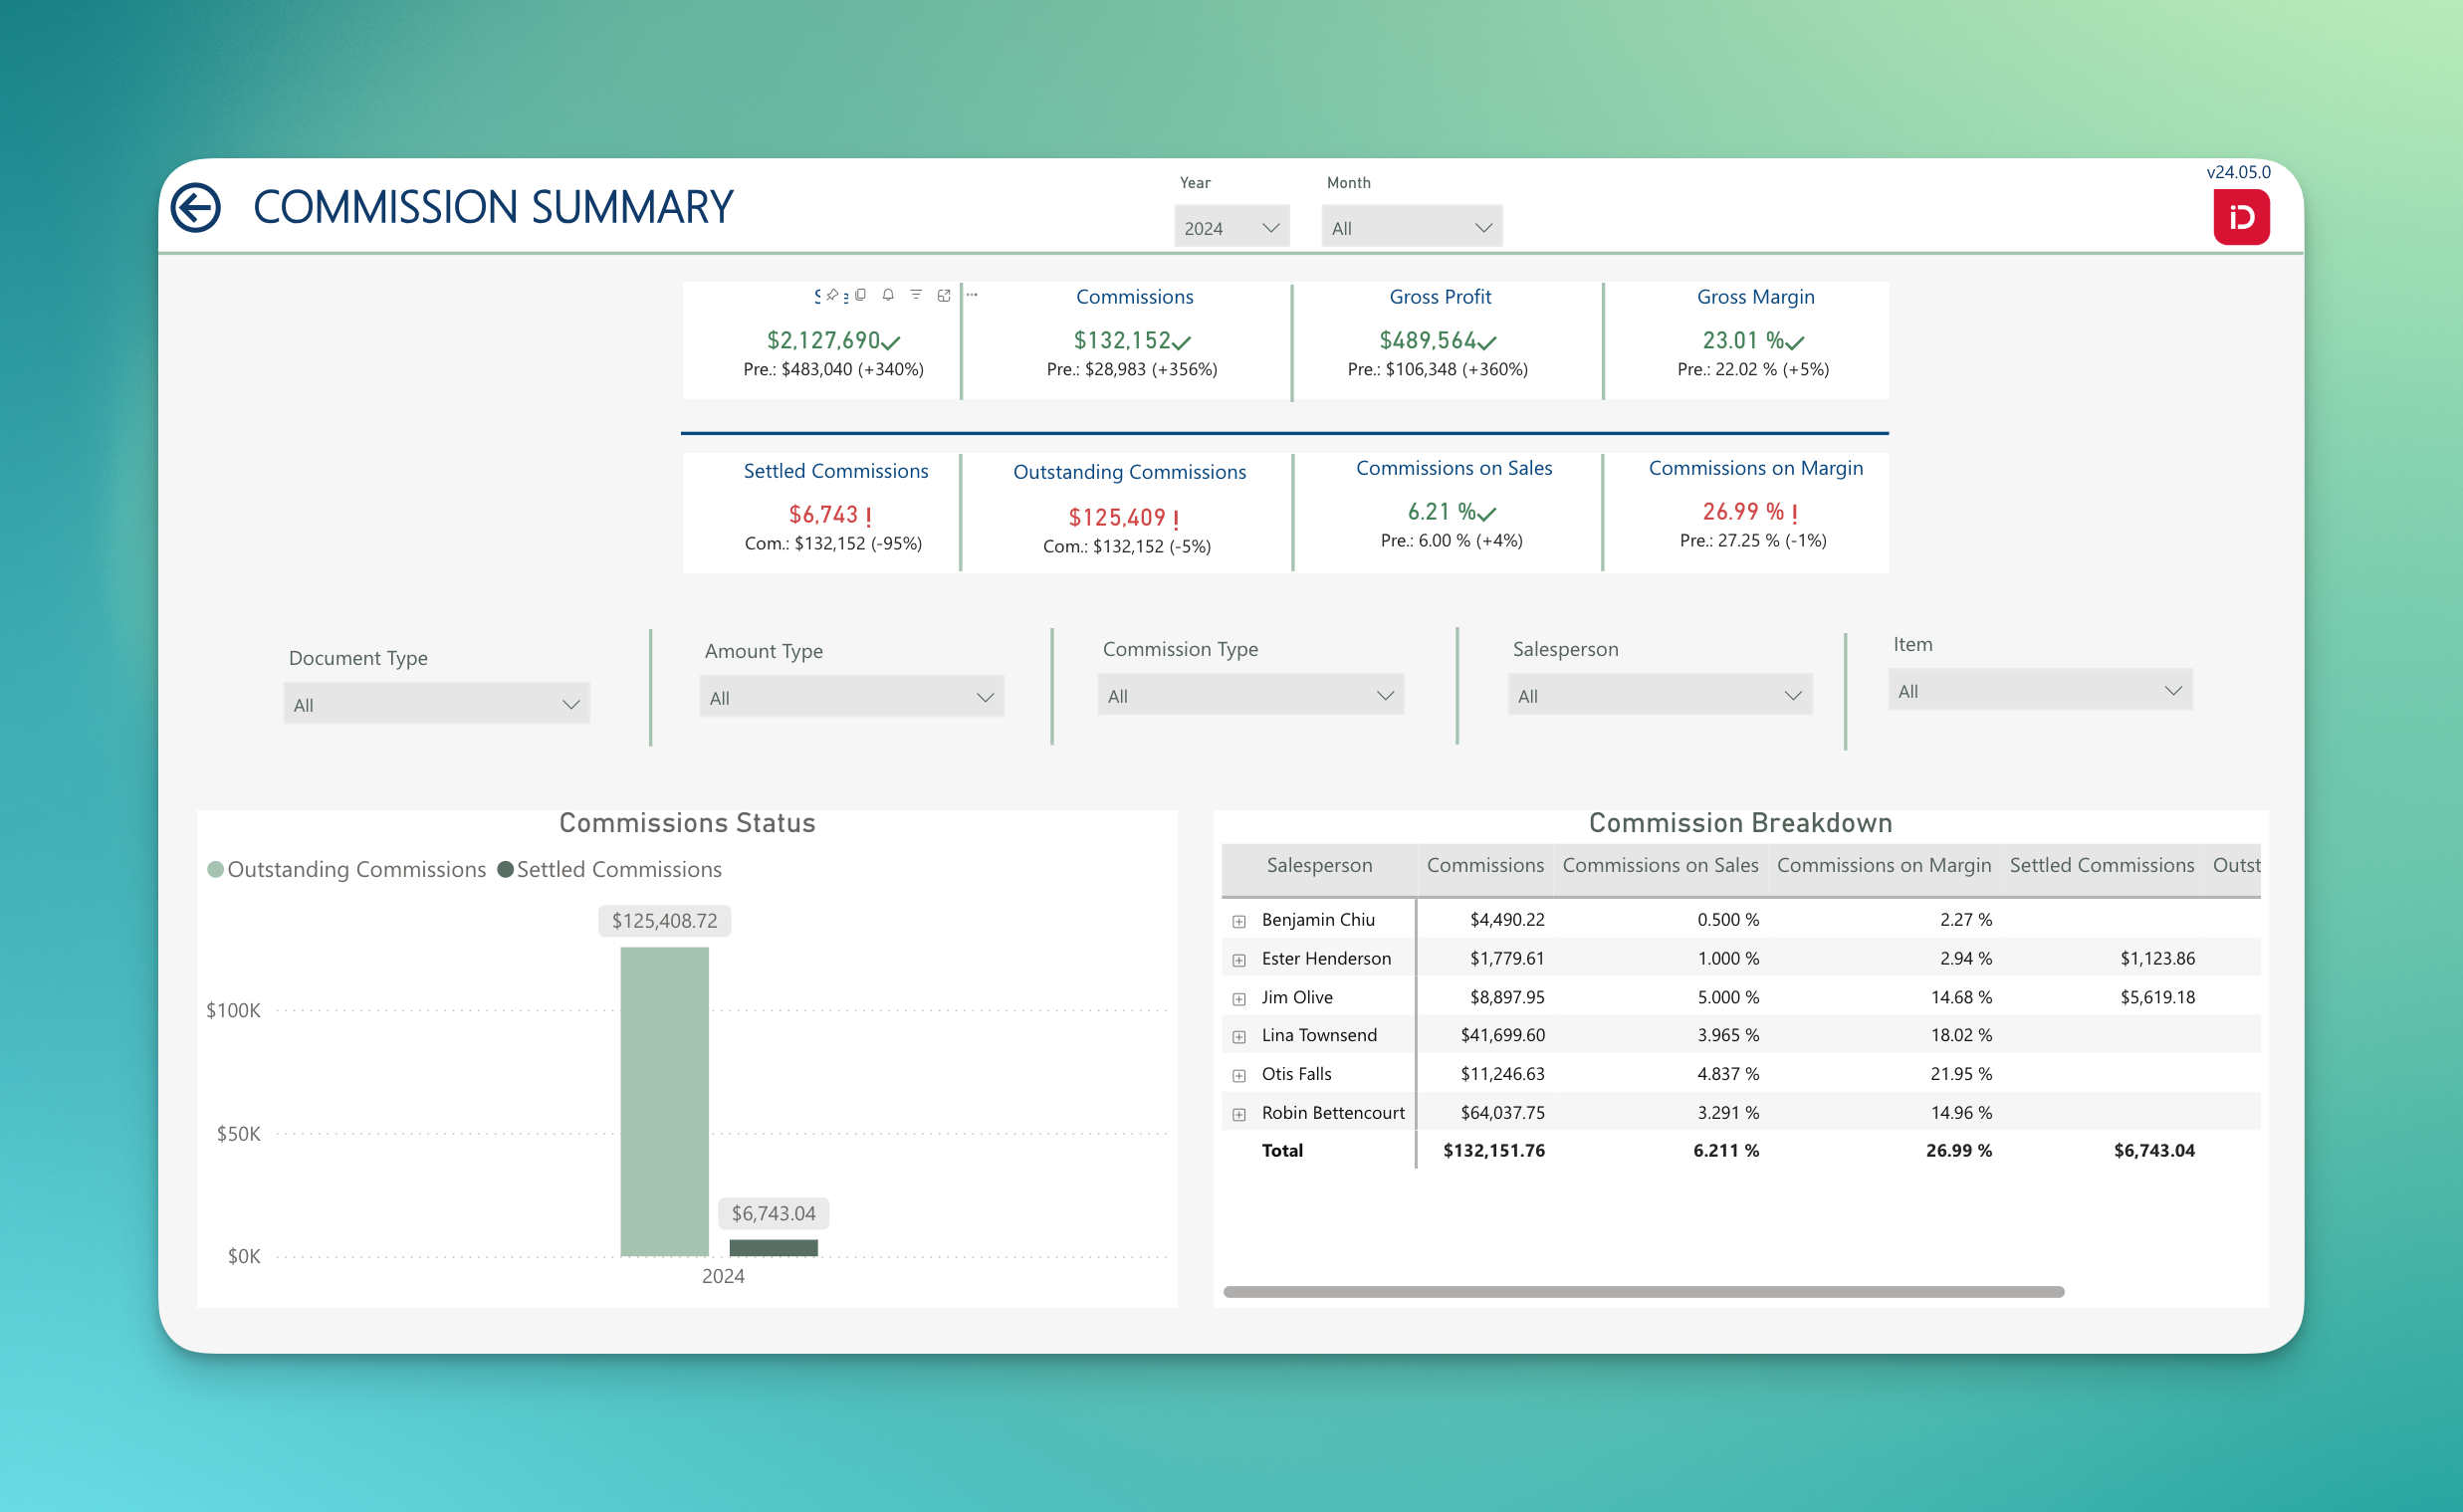 COMMISSION SUMMARY
Year
Month
v24.05.0
2024
All
iD
Commissions
Gross Profit
Gross Margin
$2,127,690
$132,152
$489,564
23.01 %
Pre.: $483,040 (+340%)
Pre.: $28,983 (+356%)
Pre.: $106,348 (+360%)
Pre.: 22.02 % (+5%)
Settled Commissions
Outstanding Commissions
Commissions on Sales
Commissions on Margin
$6,743 !
$125,409 !
6.21 %
26.99 % !
Com.: $132,152 (-95%)
Com.: $132,152 (-5%)
Pre.: 6.00 % (+4%)
Pre.: 27.25 % (-1%)
Document Type
Amount Type
Commission Type
Salesperson
Item
All
All
All
All
All
Commissions Status
Outstanding Commissions Settled Commissions
$125,408.72
$100K
$50K
$6,743.04
$0K
2024
Commission Breakdown
Salesperson Commissions Commissions on Sales Commissions on Margin Settled Commissions Outst
Benjamin Chiu $4,490.22 0.500 % 2.27 %
Ester Henderson $1,779.61 1.000 % 2.94 % $1,123.86
Jim Olive $8,897.95 5.000 % 14.68 % $5,619.18
Lina Townsend $41,699.60 3.965 % 18.02 %
Otis Falls $11,246.63 4.837 % 21.95 %
Robin Bettencourt $64,037.75 3.291 % 14.96 %
Total $132,151.76 6.211 % 26.99 % $6,743.04